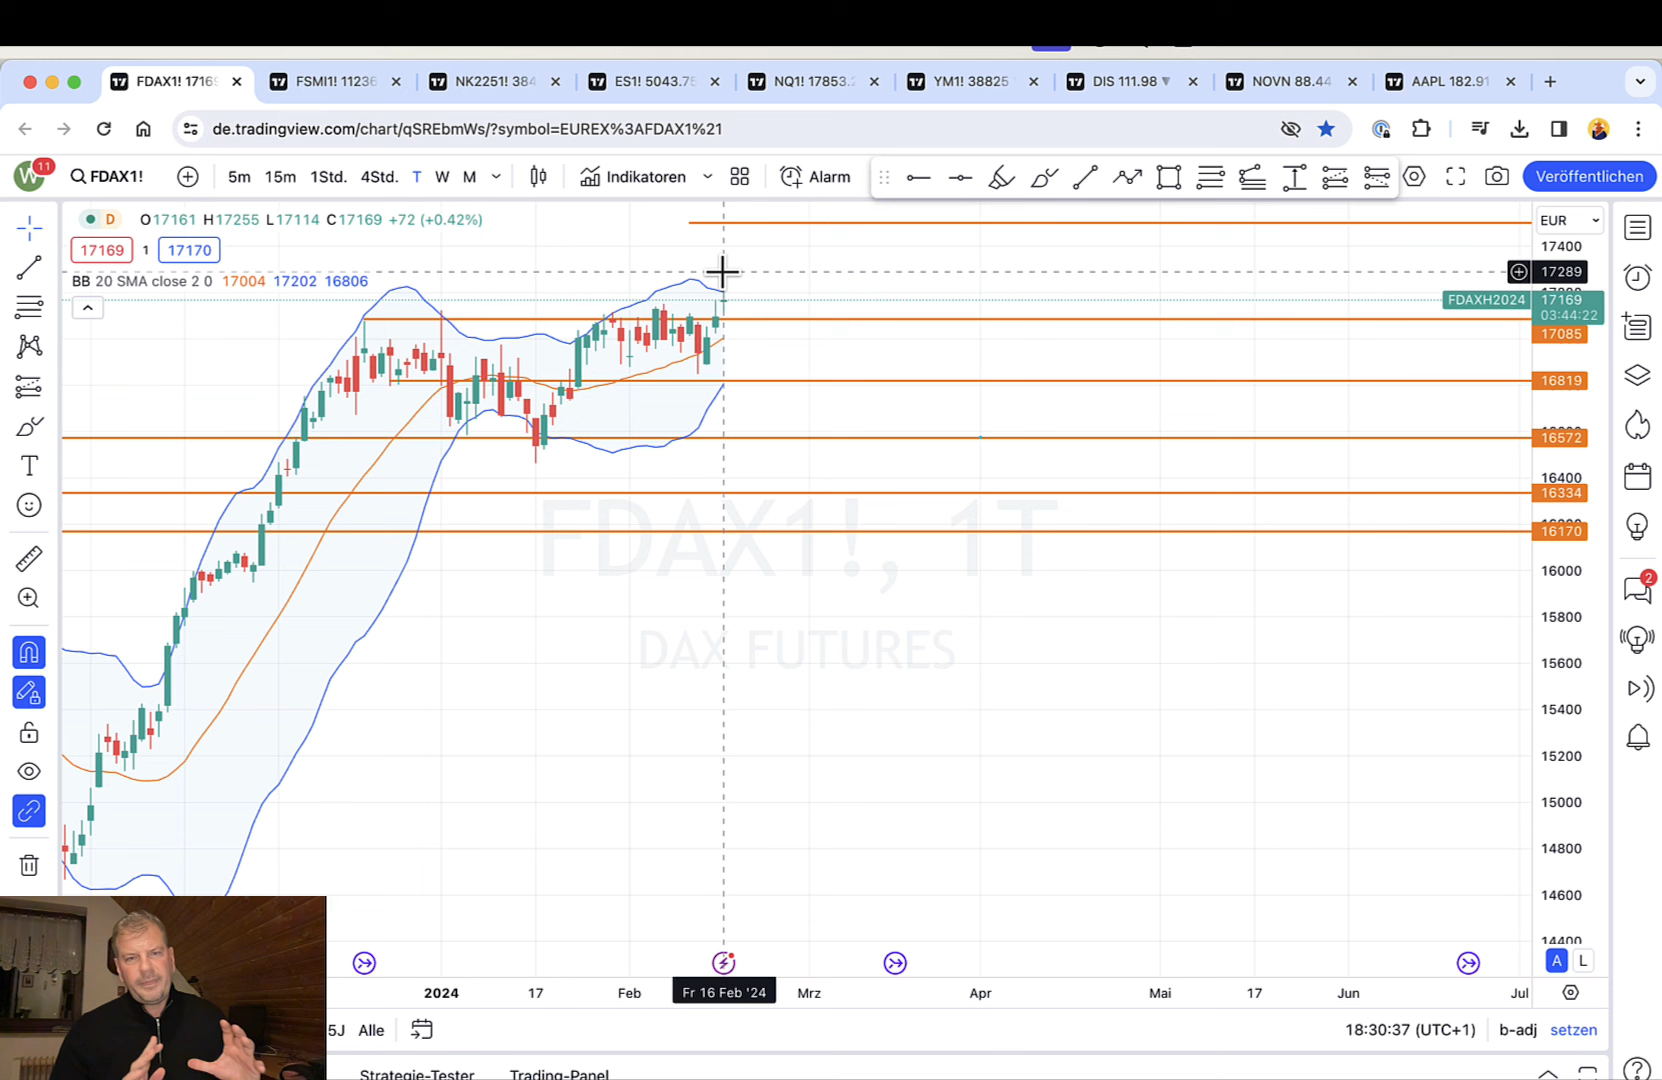 FDAX1! 17169 FSMI1! 11236 NK2251! 384 ES1! 5043.75 NQ1! 17853.2 YM1! 38825 DIS 111.98 ▼ NOVN 88.44 AAPL 182.91
de.tradingview.com/chart/qSREbmWs/?symbol=EUREX%3AFDAX1%21
W 11 FDAX1! 5m 15m 1Std. 4Std. T W M Indikatoren Alarm Veröffentlichen
D O17161 H17255 L17114 C17169 +72 (+0.42%) EUR
17169 1 17170
17400
17289
BB 20 SMA close 2 0 17004 17202 16806
FDAXH2024 17169
03:44:22
17085
16819
16572
16400
16334
16170
FDAX1!, 1T
16000
15800
DAX FUTURES
15600
15400
15200
15000
14800
14600
14400
2
A L
2024 17 Feb Fr 16 Feb '24 Mrz Apr Mai 17 Jun Jul
5J Alle 18:30:37 (UTC+1) b-adj setzen
Strategie-Tester Trading-Panel